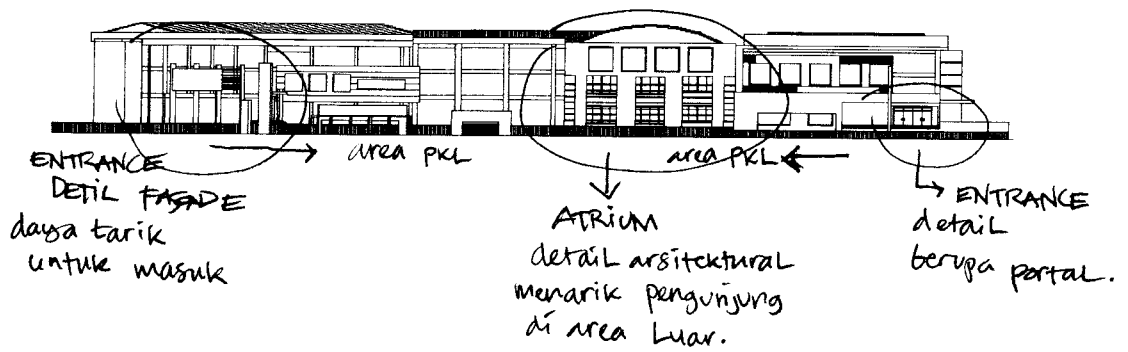 area PKL
area PKL
ENTRANCE
DETIL FAÇADE
daya tarik
untuk masuk
ATRIUM
detail arsitektural
menarik pengunjung
di area Luar.
ENTRANCE
detail
berupa portal.